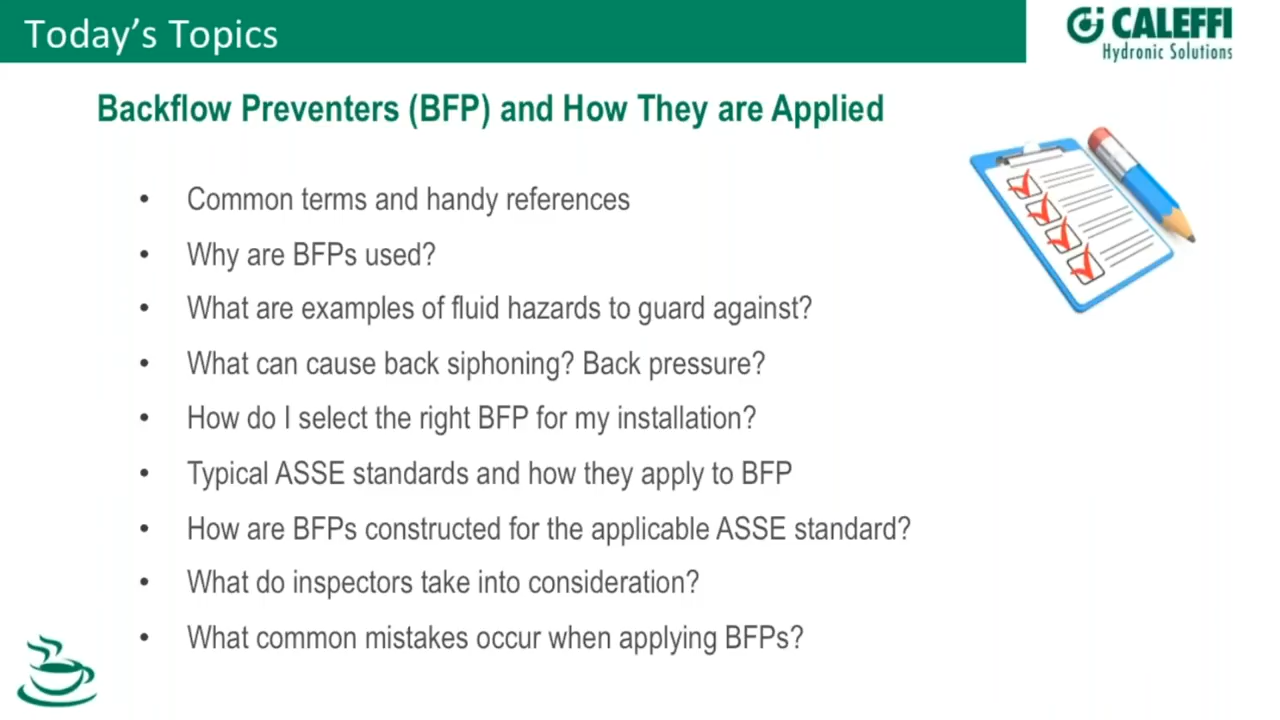 Today's Topics
CALEFFI
Hydronic Solutions
Backflow Preventers (BFP) and How They are Applied
• Common terms and handy references
• Why are BFPs used?
• What are examples of fluid hazards to guard against?
• What can cause back siphoning? Back pressure?
• How do I select the right BFP for my installation?
• Typical ASSE standards and how they apply to BFP
• How are BFPs constructed for the applicable ASSE standard?
• What do inspectors take into consideration?
• What common mistakes occur when applying BFPs?